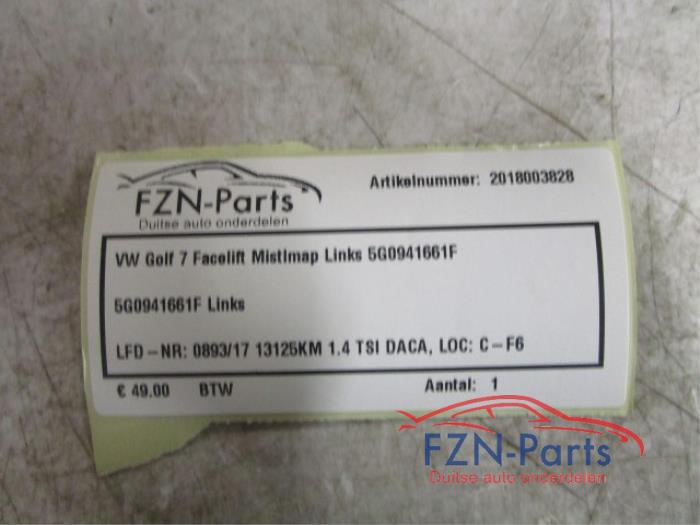 FZN-Parts
Duitse auto onderdelen
Artikelnummer: 2018003828
VW Golf 7 Facelift Mistlmap Links 5G0941661F
5G0941661F Links
LFD-NR: 0893/17 13125KM 1.4 TSI DACA, LOC: C-F6
€ 49.00 BTW Aantal: 1
FZN-Parts
Duitse auto onderdelen